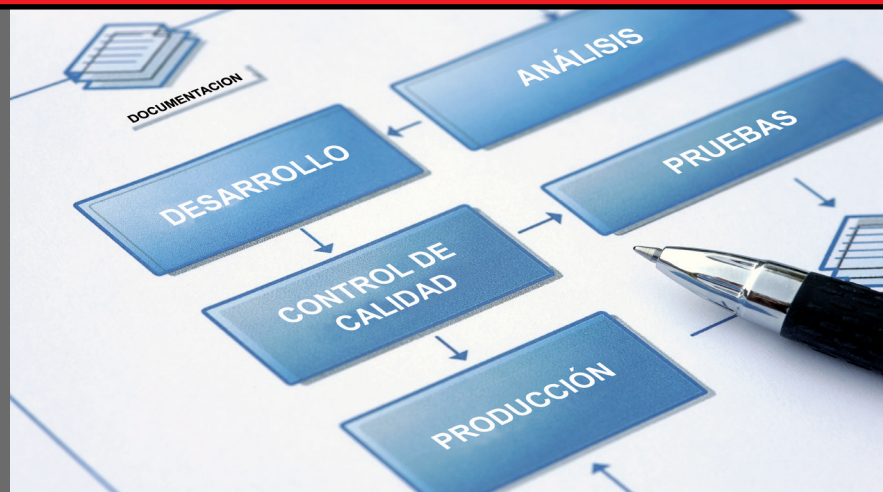 ANÁLISIS
DOCUMENTACION
PRUEBAS
DESARROLLO
CONTROL DE
CALIDAD
PRODUCCIÓN